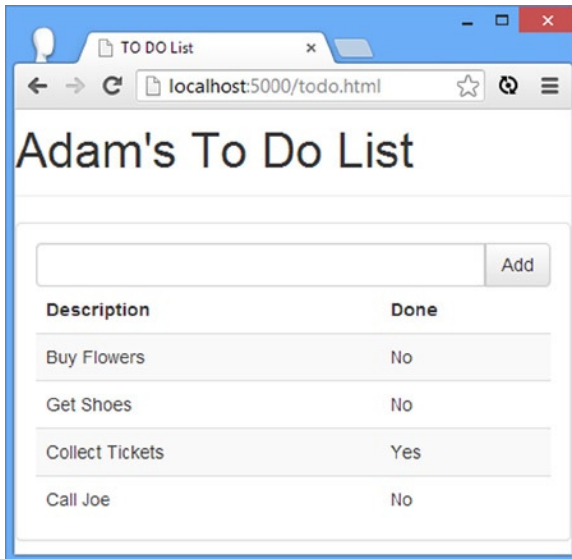 TO DO List
localhost:5000/todo.html
Adam's To Do List
Add
Description Done
Buy Flowers No
Get Shoes No
Collect Tickets Yes
Call Joe No